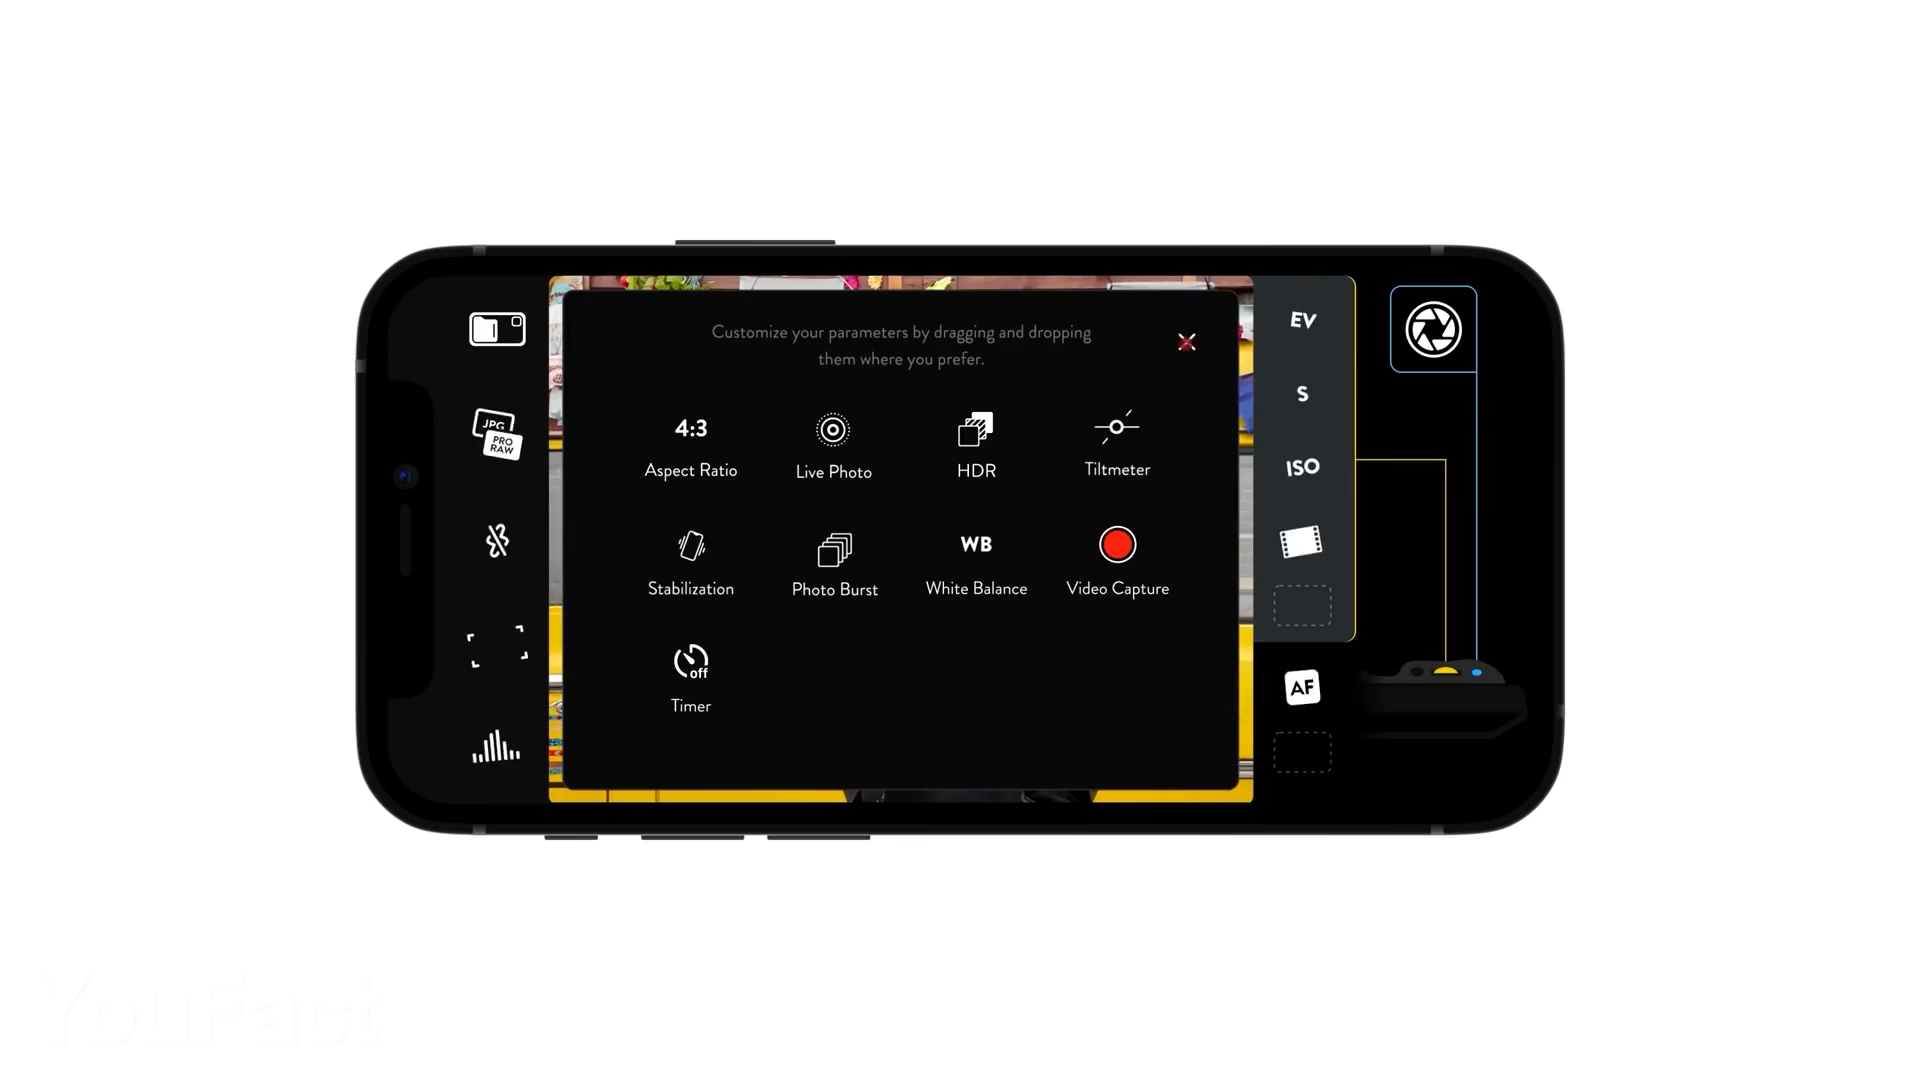 Customize your parameters by dragging and dropping
them where you prefer.
4:3
Aspect Ratio
Live Photo
HDR
Tiltmeter
Stabilization
Photo Burst
WB
White Balance
Video Capture
off
Timer
JPG
PRO
RAW
EV
S
ISO
AF
YouFact